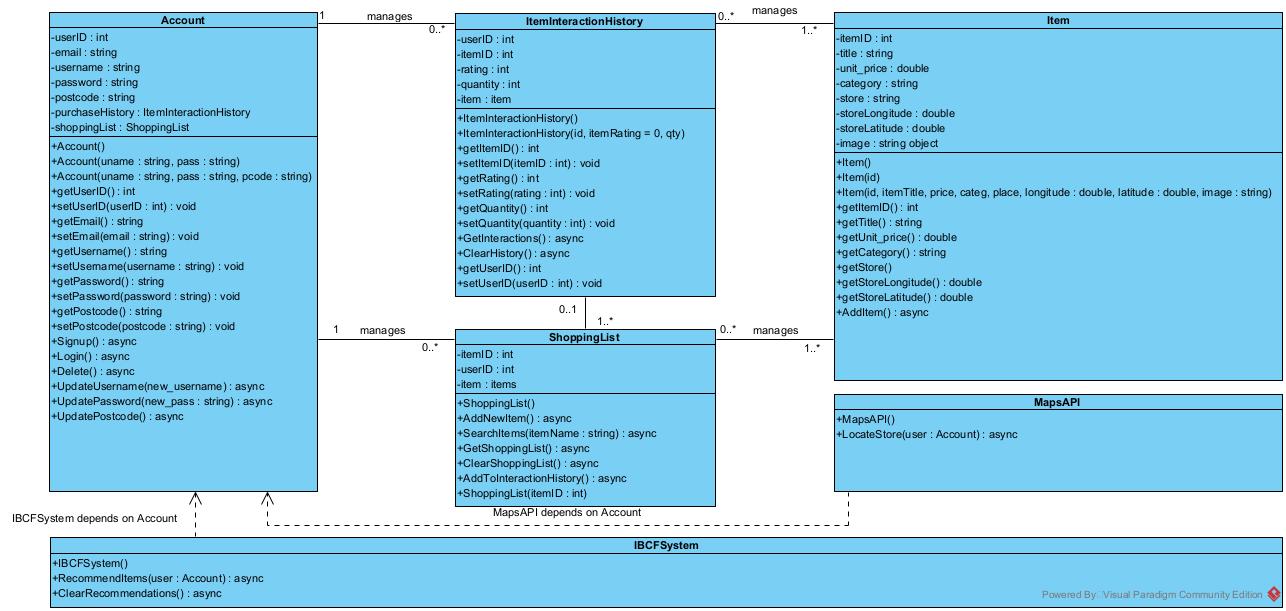 Account
-userID : int
-email : string
-username : string
-password : string
-postcode : string
-purchaseHistory : ItemInteractionHistory
-shoppingList : ShoppingList
+Account()
+Account(uname : string, pass : string)
+Account(uname : string, pass : string, pcode : string)
+getUserID() : int
+setUserID(userID : int) : void
+getEmail() : string
+setEmail(email : string) : void
+getUsername() : string
+setUsername(username : string) : void
+getPassword() : string
+setPassword(password : string) : void
+getPostcode() : string
+setPostcode(postcode : string) : void
+Signup() : async
+Login() : async
+Delete() : async
+UpdateUsername(new_username) : async
+UpdatePassword(new_pass : string) : async
+UpdatePostcode() : async
1
manages
0..*
ItemInteractionHistory
-userID : int
-itemID : int
-rating : int
-quantity : int
-item : item
+ItemInteractionHistory()
+ItemInteractionHistory(id, itemRating = 0, qty)
+getItemID() : int
+setItemID(itemID : int) : void
+getRating() : int
+setRating(rating : int) : void
+getQuantity() : int
+setQuantity(quantity : int) : void
+GetInteractions() : async
+ClearHistory() : async
+getUserID() : int
+setUserID(userID : int) : void
0..*
manages
1..*
Item
-itemID : int
-title : string
-unit_price : double
-category : string
-store : string
-storeLongitude : double
-storeLatitude : double
-image : string object
+Item()
+Item(id)
+Item(id, itemTitle, price, categ, place, longitude : double, latitude : double, image : string)
+getItemID() : int
+getTitle() : string
+getUnit_price() : double
+getCategory() : string
+getStore()
+getStoreLongitude() : double
+getStoreLatitude() : double
+AddItem() : async
0..1
1..*
1
manages
0..*
ShoppingList
-itemID : int
-userID : int
-item : items
+ShoppingList()
+AddNewItem() : async
+SearchItems(itemName : string) : async
+GetShoppingList() : async
+ClearShoppingList() : async
+AddToInteractionHistory() : async
+ShoppingList(itemID : int)
0..*
manages
1..*
MapsAPI
+MapsAPI()
+LocateStore(user : Account) : async
IBCFSystem depends on Account
MapsAPI depends on Account
IBCFSystem
+IBCFSystem()
+RecommendItems(user : Account) : async
+ClearRecommendations() : async
Powered By Visual Paradigm Community Edition